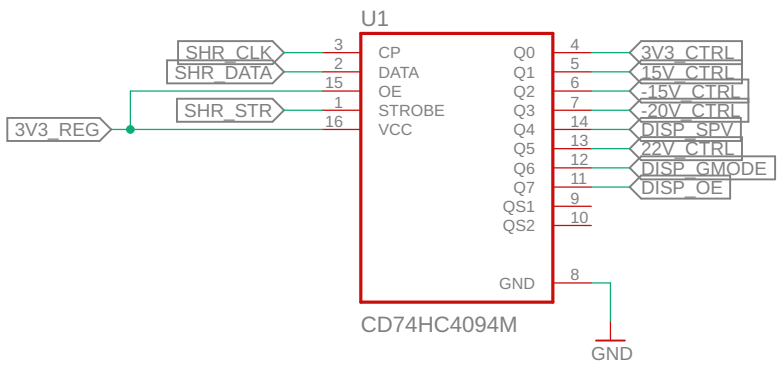 U1
SHR_CLK 3 CP Q0 4 3V3_CTRL
SHR_DATA 2 DATA Q1 5 15V_CTRL
15 OE Q2 6 -15V_CTRL
SHR_STR 1 STROBE Q3 7 -20V_CTRL
3V3_REG 16 VCC Q4 14 DISP_SPV
Q5 13 22V_CTRL
Q6 12 DISP_GMODE
Q7 11 DISP_OE
QS1 9
QS2 10
GND 8
CD74HC4094M
GND